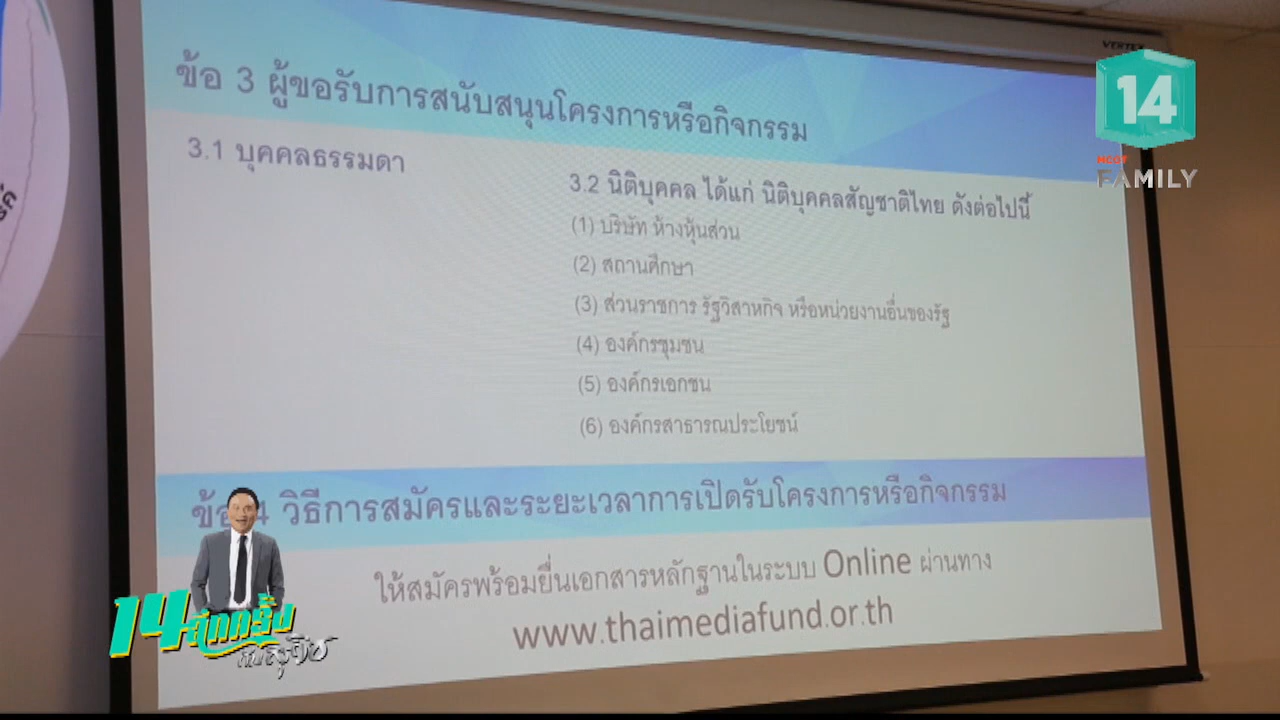 VERTEX
14
MCOT
FAMILY
ข้อ 3 ผู้ขอรับการสนับสนุนโครงการหรือกิจกรรม
3.1 บุคคลธรรมดา
3.2 นิติบุคคล ได้แก่ นิติบุคคลสัญชาติไทย ดังต่อไปนี้
(1) บริษัท ห้างหุ้นส่วน
(2) สถานศึกษา
(3) ส่วนราชการ รัฐวิสาหกิจ หรือหน่วยงานอื่นของรัฐ
(4) องค์กรชุมชน
(5) องค์กรเอกชน
(6) องค์กรสาธารณประโยชน์
ข้อ 4 วิธีการสมัครและระยะเวลาการเปิดรับโครงการหรือกิจกรรม
ให้สมัครพร้อมยื่นเอกสารหลักฐานในระบบ Online ผ่านทาง
www.thaimediafund.or.th
14